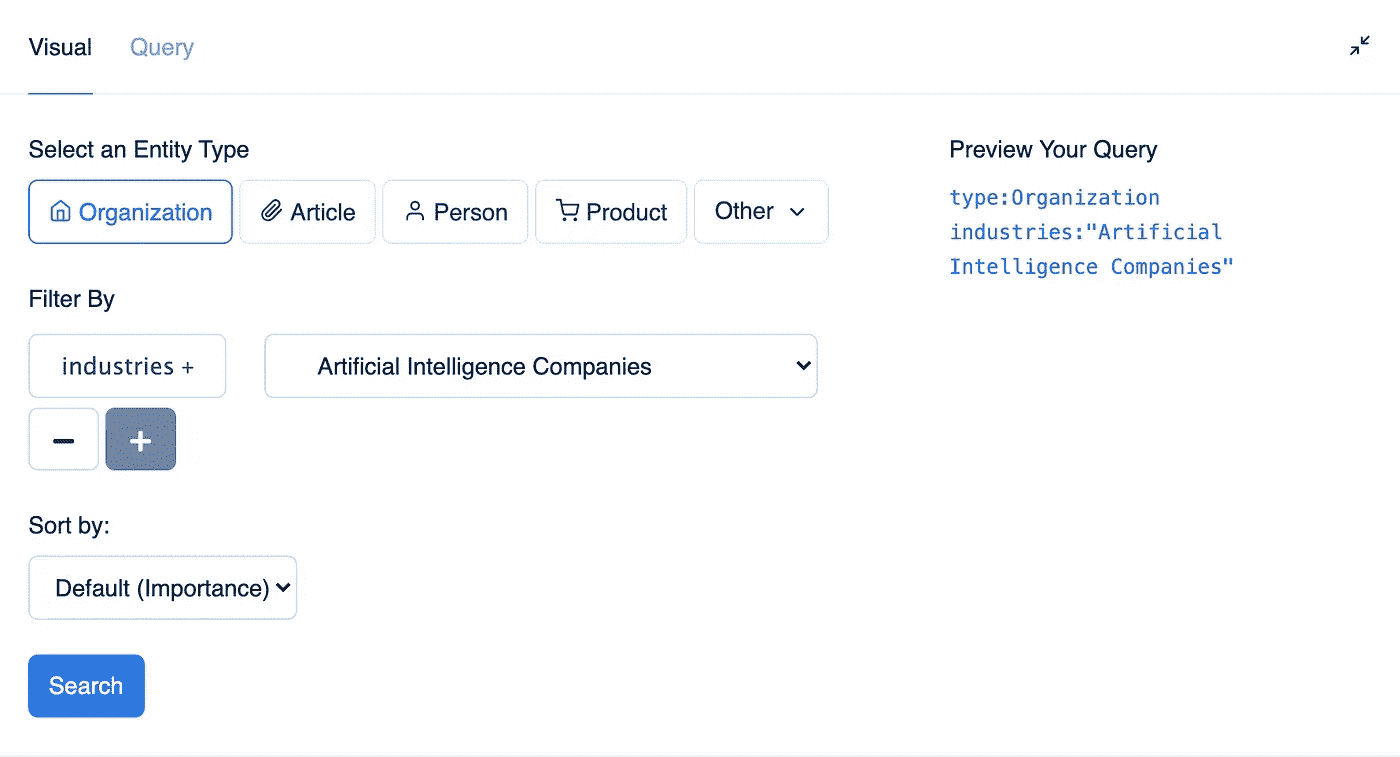 Visual Query
Select an Entity Type
Organization Article Person Product Other
Filter By
industries + Artificial Intelligence Companies
Sort by:
Default (Importance)
Search
Preview Your Query
type:Organization
industries:"Artificial
Intelligence Companies"